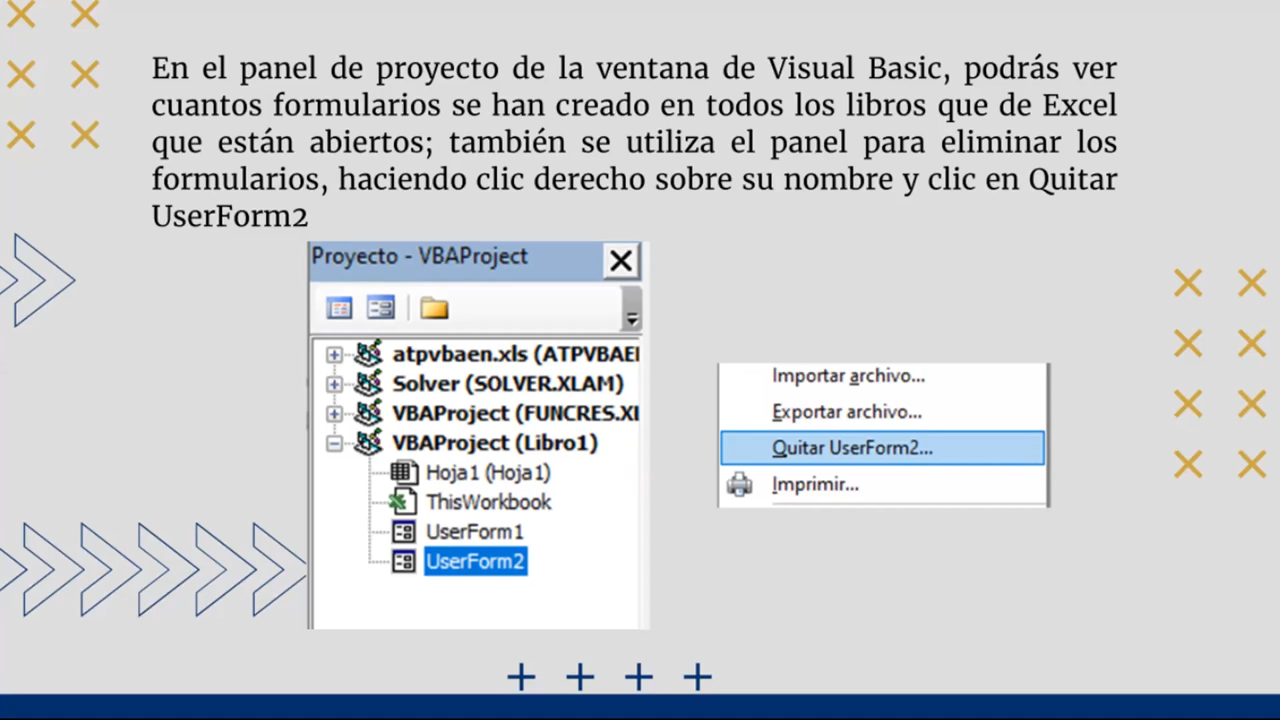 En el panel de proyecto de la ventana de Visual Basic, podrás ver
cuantos formularios se han creado en todos los libros que de Excel
que están abiertos; también se utiliza el panel para eliminar los
formularios, haciendo clic derecho sobre su nombre y clic en Quitar
UserForm2
Proyecto - VBAProject
atpvbaen.xls (ATPVBAEI
Solver (SOLVER.XLAM)
VBAProject (FUNCRES.XI
VBAProject (Libro1)
Hoja1 (Hoja1)
ThisWorkbook
UserForm1
UserForm2
Importar archivo...
Exportar archivo...
Quitar UserForm2...
Imprimir...